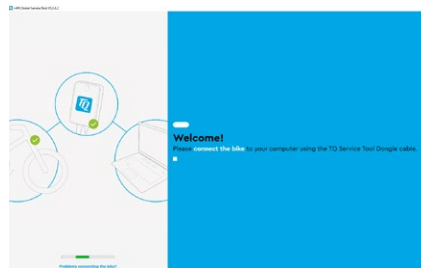 TQ
Problems connecting the bike?
Welcome!
Please connect the bike to your computer using the TQ Service Tool Dongle cable.